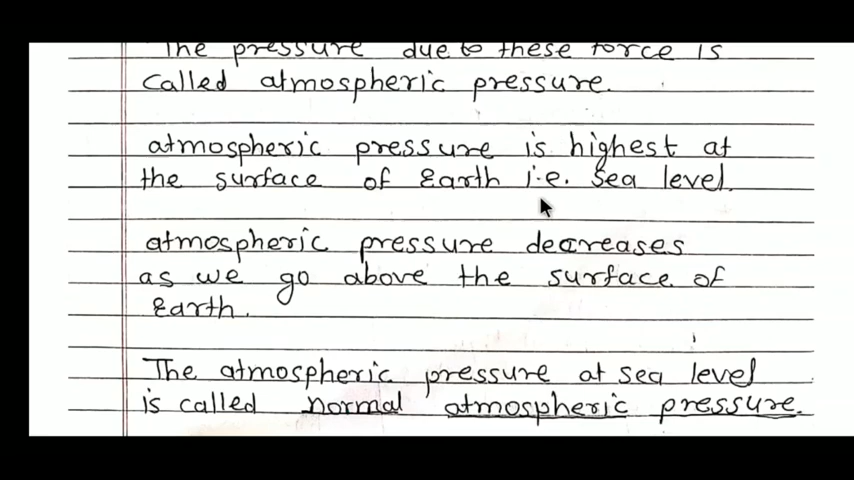 The pressure due to these force is
called atmospheric pressure.
atmospheric pressure is highest at
the surface of Earth i.e. sea level.
atmospheric pressure decreases
as we go above the surface of
Earth.
The atmospheric pressure at sea level
is called normal atmospheric pressure.